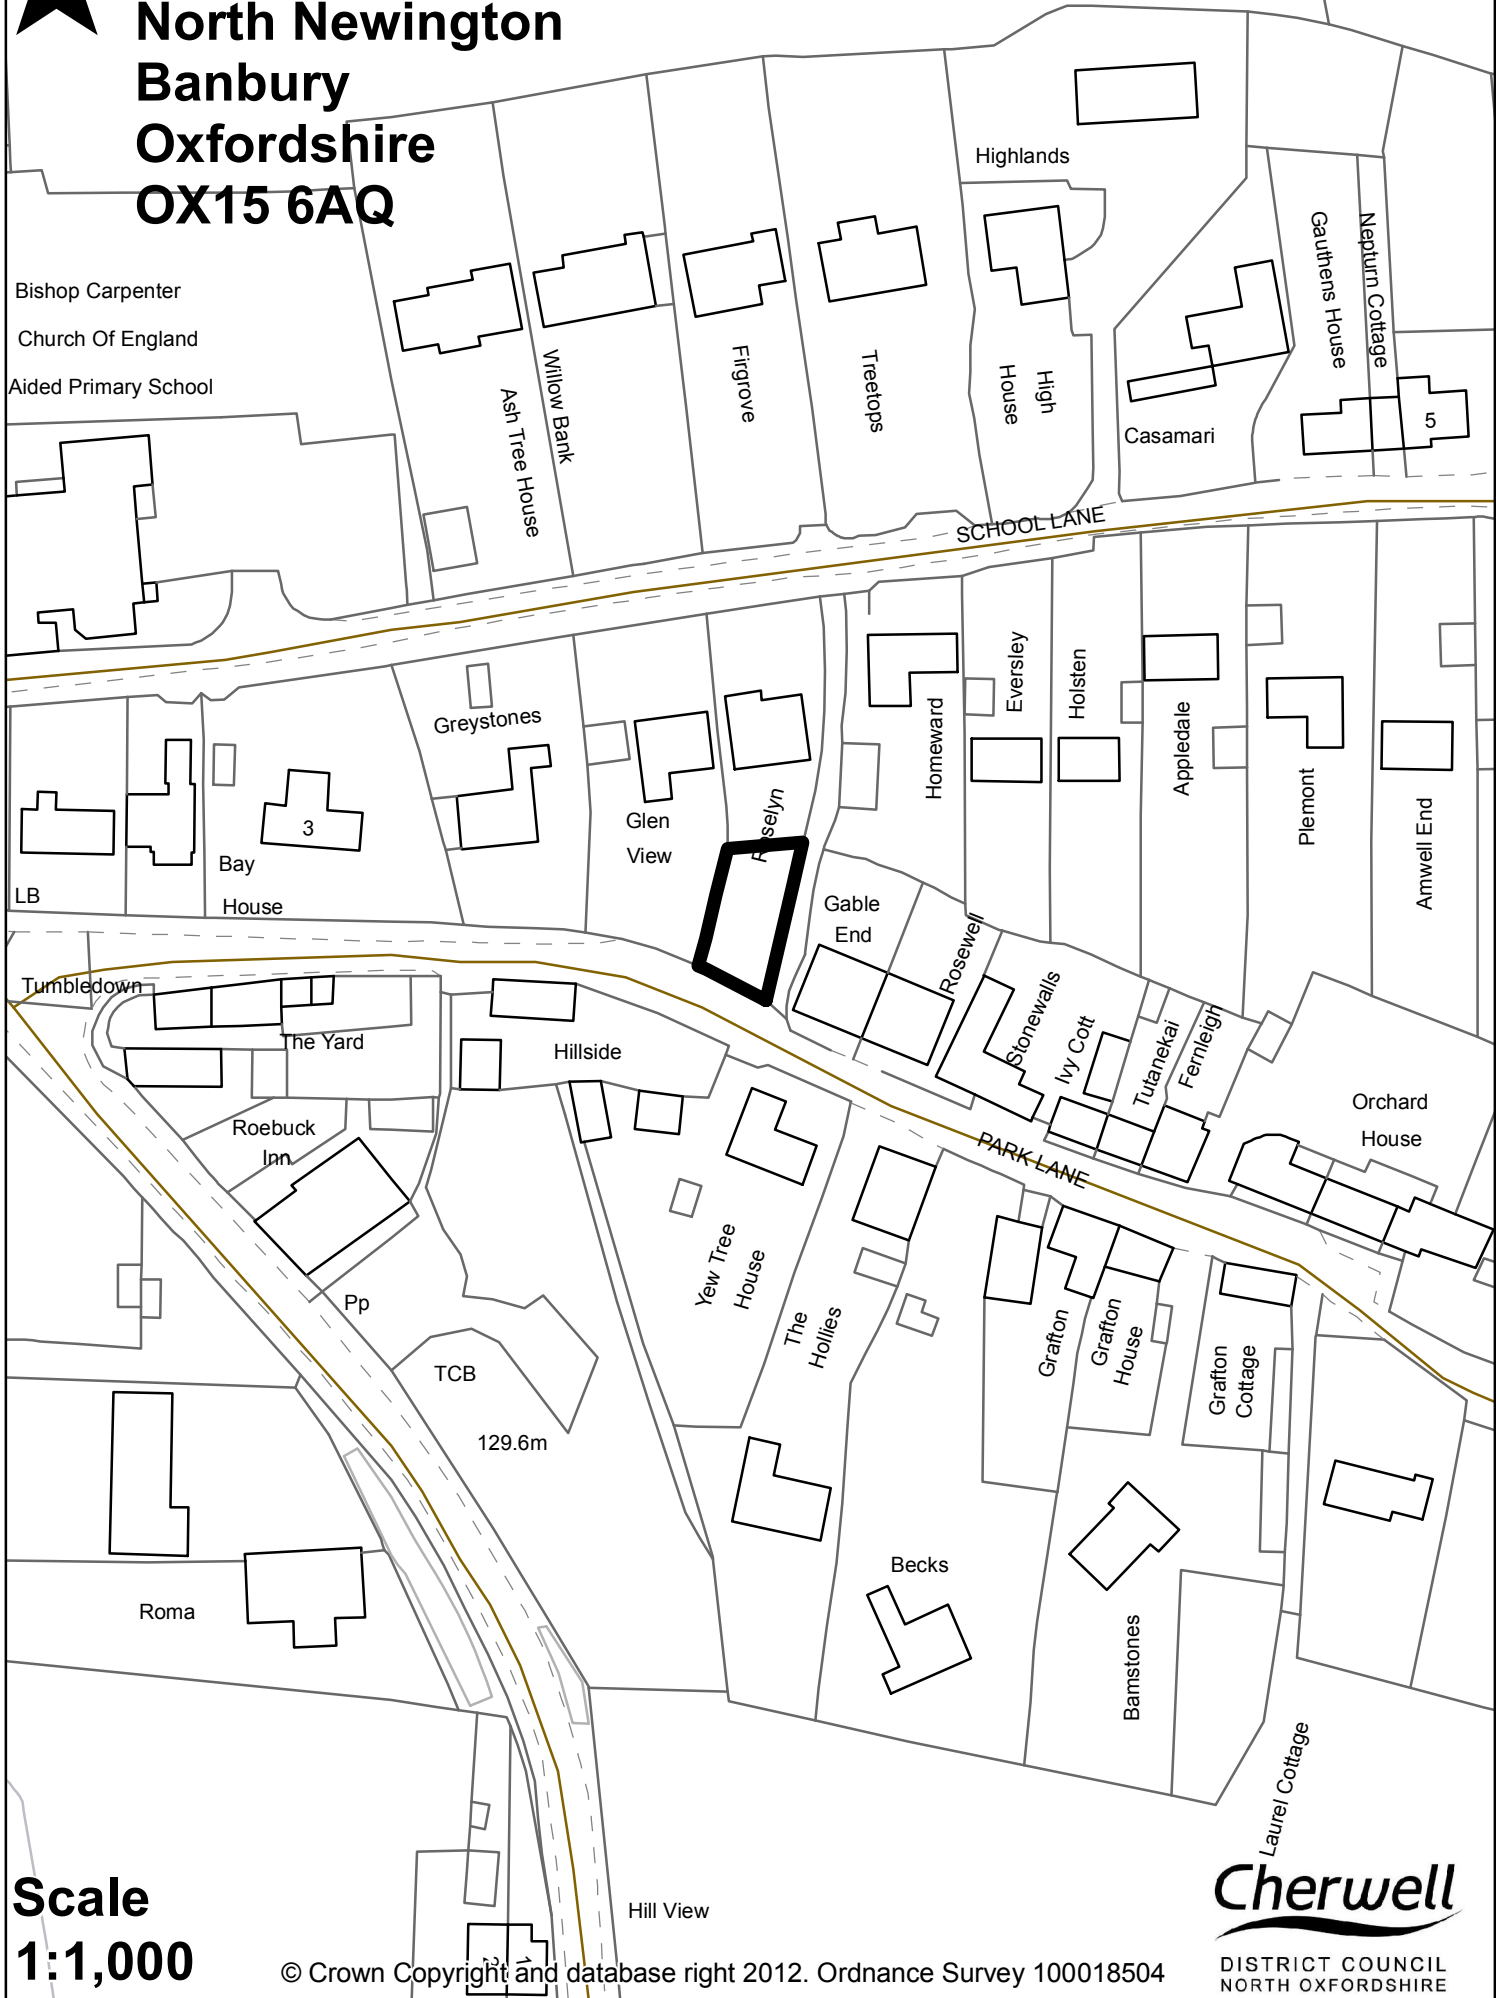 North Newington
Banbury
Oxfordshire
OX15 6AQ
Highlands
Bishop Carpenter
Church Of England
Aided Primary School
Ash Tree House
Willow Bank
Firgrove
Treetops
High
House
Casamari
Gauthens House
Nepturn Cottage
5
SCHOOL LANE
Greystones
Glen
View
Roselyn
Homeward
Eversley
Holsten
Appledale
Plemont
Amwell End
3
Bay
House
LB
Gable
End
Rosewell
Stonewalls
Ivy Cott
Tutanekai
Fernleigh
Tumbledown
The Yard
Hillside
Orchard
House
Roebuck
Inn
PARK LANE
Yew Tree
House
The
Hollies
Grafton
Grafton
House
Grafton
Cottage
Pp
TCB
129.6m
Becks
Roma
Bamstones
Laurel Cottage
Hill View
2
1
Scale
1:1,000
© Crown Copyright and database right 2012. Ordnance Survey 100018504
Cherwell
DISTRICT COUNCIL
NORTH OXFORDSHIRE